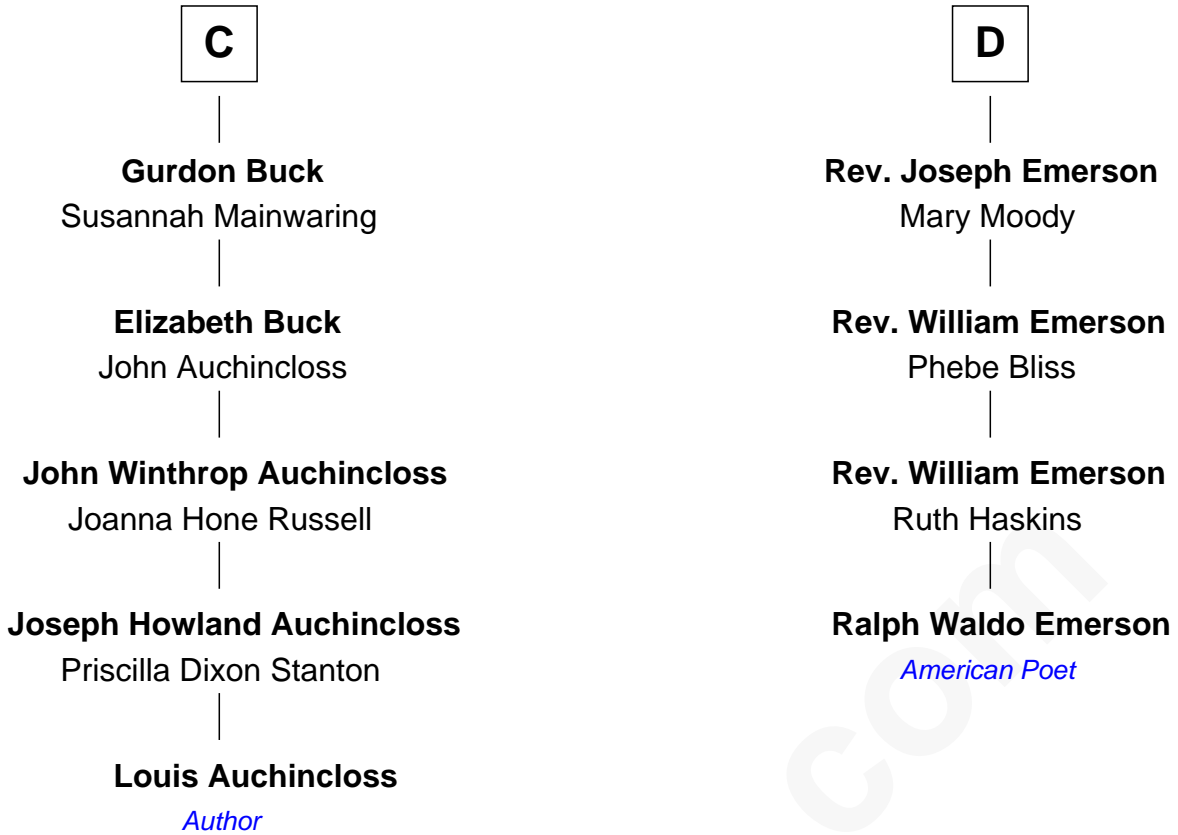 C
Gurdon Buck
Susannah Mainwaring
Elizabeth Buck
John Auchincloss
John Winthrop Auchincloss
Joanna Hone Russell
Joseph Howland Auchincloss
Priscilla Dixon Stanton
Louis Auchincloss
Author
D
Rev. Joseph Emerson
Mary Moody
Rev. William Emerson
Phebe Bliss
Rev. William Emerson
Ruth Haskins
Ralph Waldo Emerson
American Poet
com